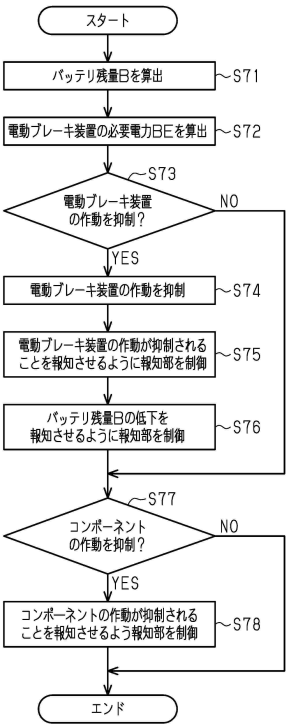 スタート
バッテリ残量Bを算出
S71
電動ブレーキ装置の必要電力BEを算出
S72
S73
電動ブレーキ装置
の作動を抑制?
NO
YES
電動ブレーキ装置の作動を抑制
S74
電動ブレーキ装置の作動が抑制される
ことを報知させるように報知部を制御
S75
バッテリ残量Bの低下を
報知させるように報知部を制御
S76
S77
コンポーネント
の作動を抑制?
NO
YES
コンポーネントの作動が抑制される
ことを報知させるよう報知部を制御
S78
エンド